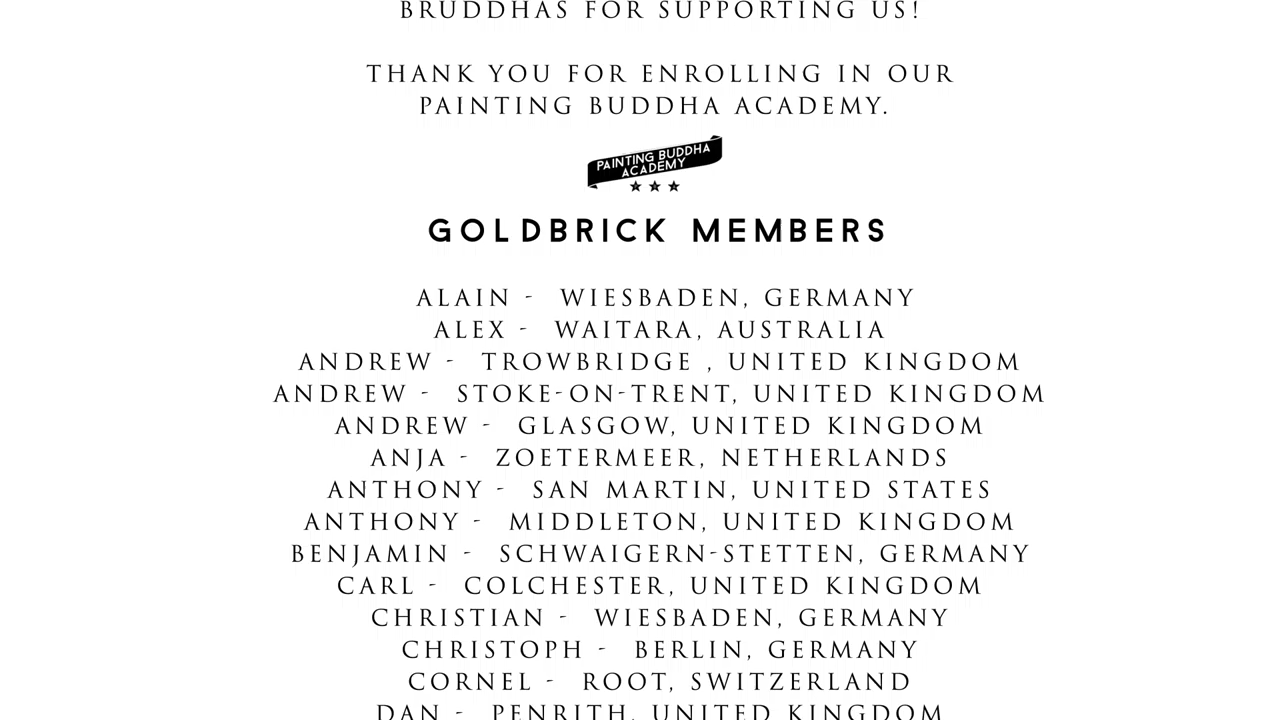 BRUDDHAS FOR SUPPORTING US!
THANK YOU FOR ENROLLING IN OUR
PAINTING BUDDHA ACADEMY.
PAINTING BUDDHA
ACADEMY
GOLDBRICK MEMBERS
ALAIN - WIESBADEN, GERMANY
ALEX - WAITARA, AUSTRALIA
ANDREW - TROWBRIDGE , UNITED KINGDOM
ANDREW - STOKE-ON-TRENT, UNITED KINGDOM
ANDREW - GLASGOW, UNITED KINGDOM
ANJA - ZOETERMEER, NETHERLANDS
ANTHONY - SAN MARTIN, UNITED STATES
ANTHONY - MIDDLETON, UNITED KINGDOM
BENJAMIN - SCHWAIGERN-STETTEN, GERMANY
CARL - COLCHESTER, UNITED KINGDOM
CHRISTIAN - WIESBADEN, GERMANY
CHRISTOPH - BERLIN, GERMANY
CORNEL - ROOT, SWITZERLAND
DAN - PENRITH, UNITED KINGDOM